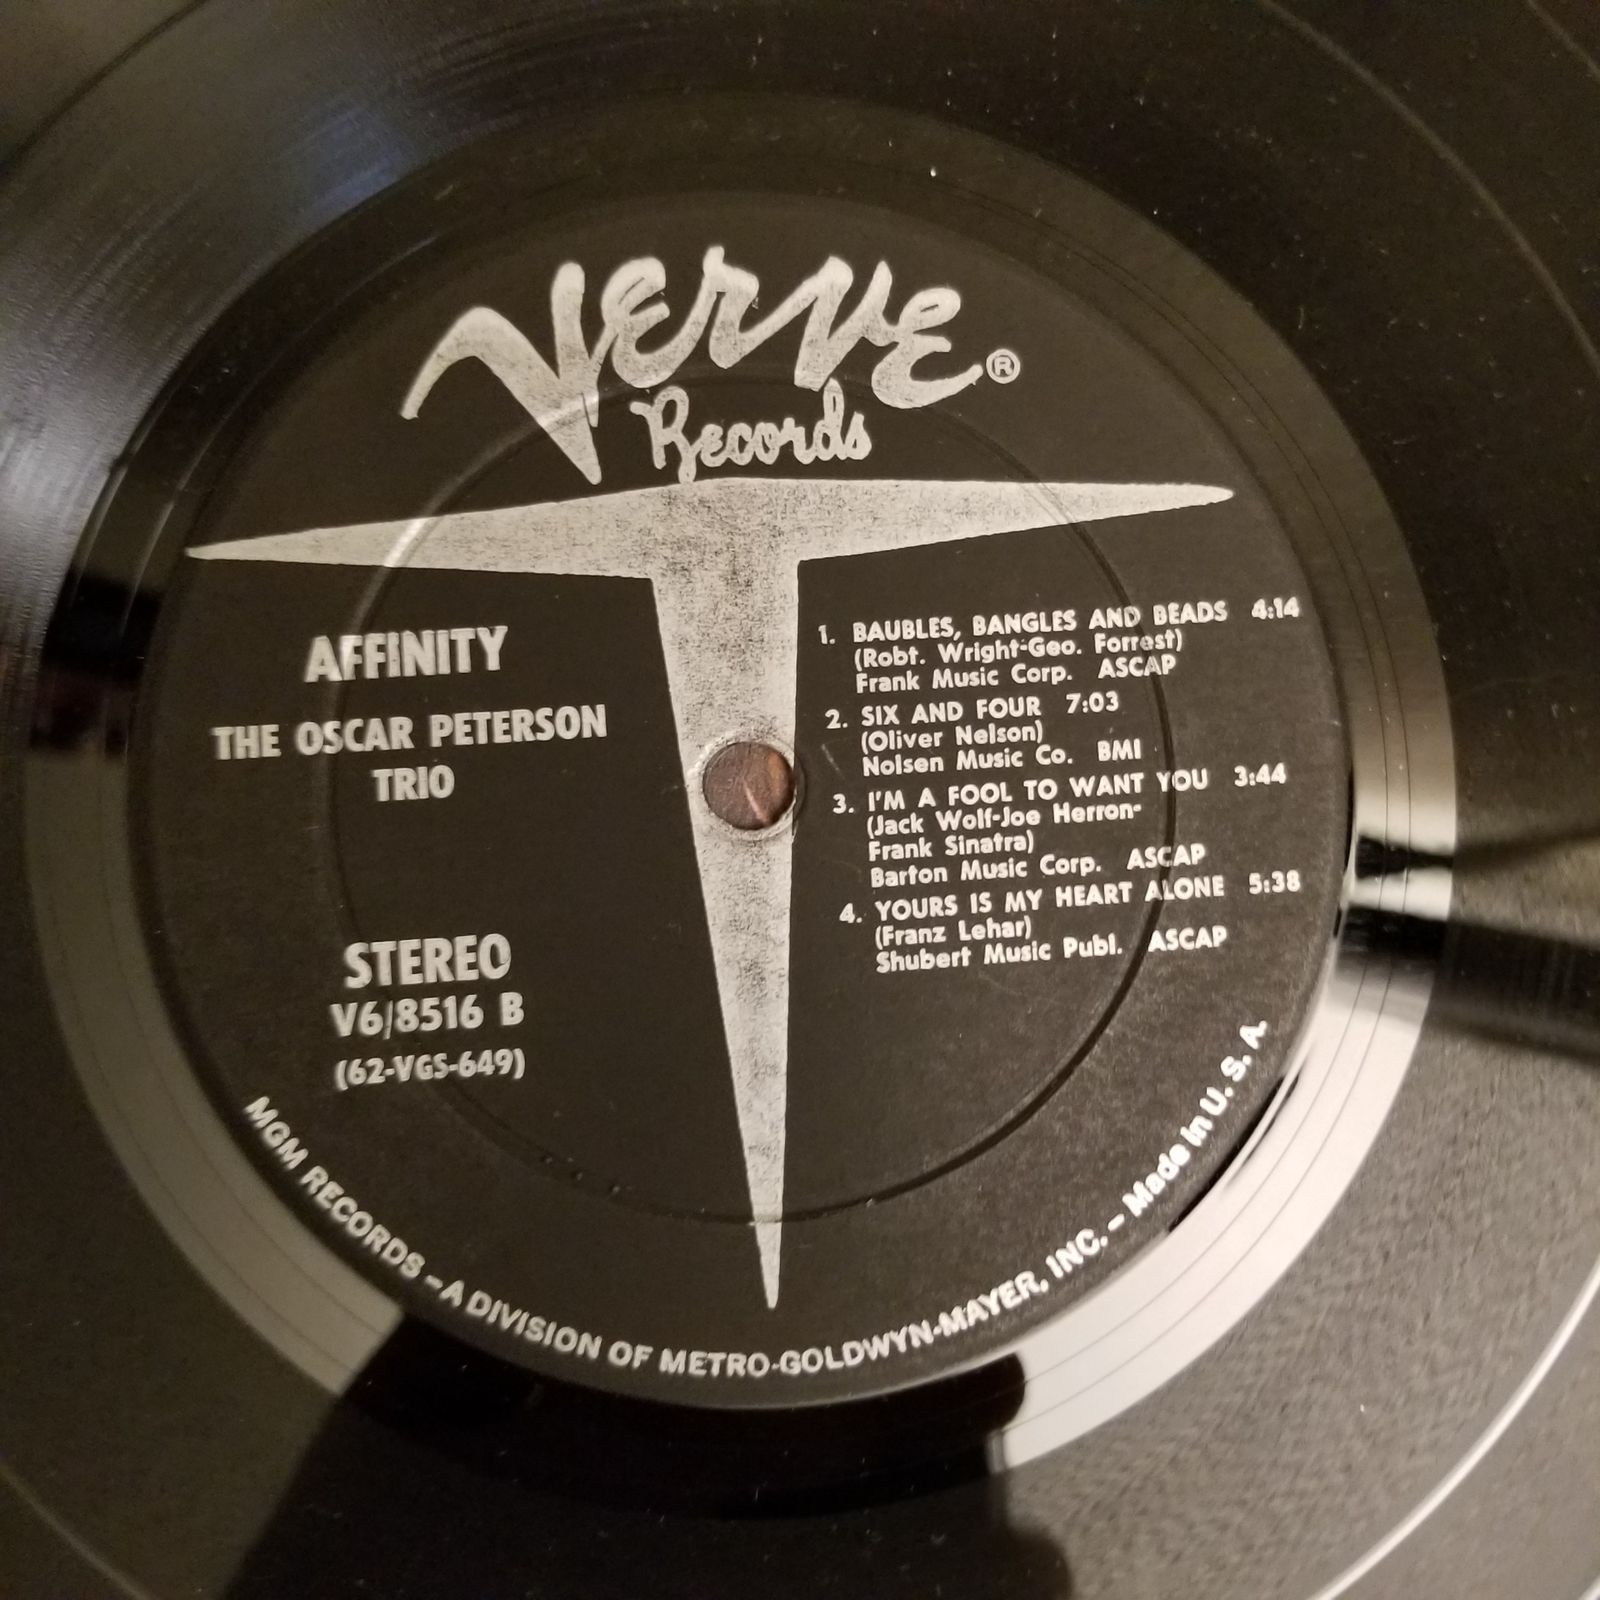 Verve®
Records
AFFINITY
THE OSCAR PETERSON
TRIO
STEREO
V6/8516 B
(62-VGS-649)
1. BAUBLES, BANGLES AND BEADS 4:14
(Robt. Wright-Geo. Forrest)
Frank Music Corp. ASCAP
2. SIX AND FOUR 7:03
(Oliver Nelson)
Nolsen Music Co. BMI
3. I'M A FOOL TO WANT YOU 3:44
(Jack Wolf-Joe Herron-
Frank Sinatra)
Barton Music Corp. ASCAP
4. YOURS IS MY HEART ALONE 5:38
(Franz Lehar)
Shubert Music Publ. ASCAP
MGM RECORDS – A DIVISION OF METRO-GOLDWYN-MAYER, INC. – Made In U. S. A.